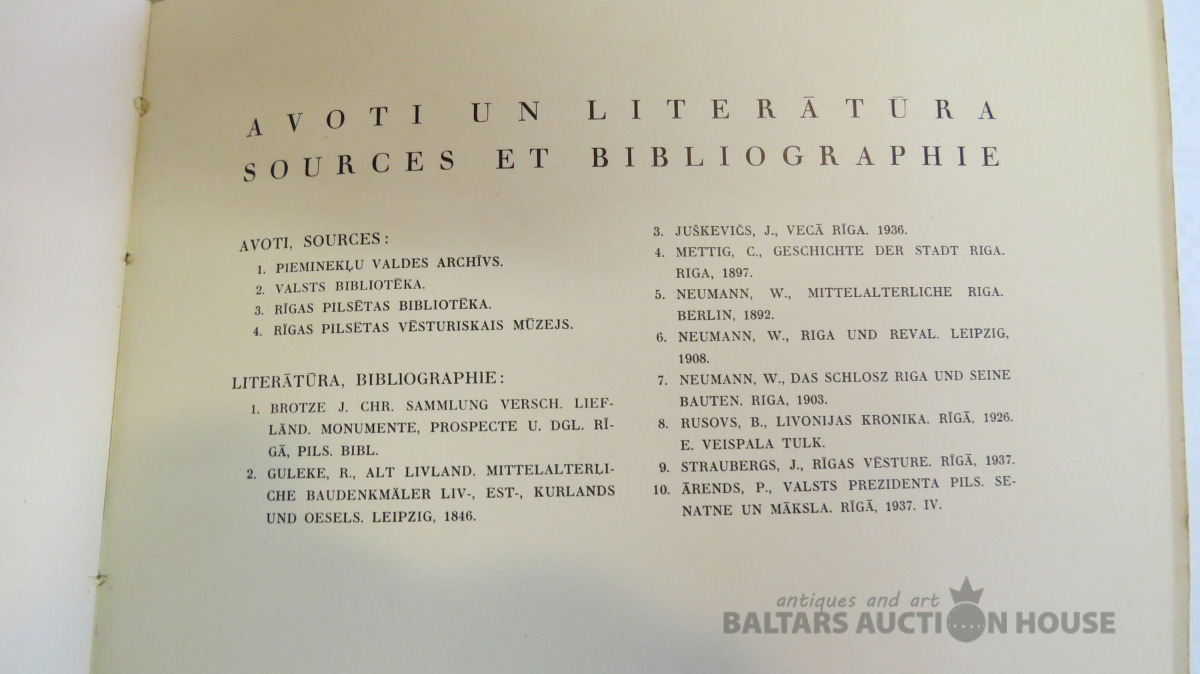 AVOTI UN LITERĀTŪRA
SOURCES ET BIBLIOGRAPHIE
AVOTI, SOURCES:
1. PIEMINEKĻU VALDES ARCHĪVS.
2. VALSTS BIBLIOTĒKA.
3. RĪGAS PILSĒTAS BIBLIOTĒKA.
4. RĪGAS PILSĒTAS VĒSTURISKAIS MŪZEJS.
LITERĀTŪRA, BIBLIOGRAPHIE:
1. BROTZE J. CHR. SAMMLUNG VERSCH. LIEF-
LÄND. MONUMENTE, PROSPECTE U. DGL. RĪ-
GĀ, PILS. BIBL.
2. GULEKE, R., ALT LIVLAND. MITTELALTERĻI-
CHE BAUDENKMÄLER LIV-, EST-, KURLANDS
UND OESELS. LEIPZIG, 1846.
3. JUŠKEVIČS, J., VECĀ RĪGA. 1936.
4. METTIG, C., GESCHICHTE DER STADT RIGA.
RIGA, 1897.
5. NEUMANN, W., MITTELALTERLICHE RIGA.
BERLIN, 1892.
6. NEUMANN, W., RIGA UND REVAL. LEIPZIG,
1908.
7. NEUMANN, W., DAS SCHLOSZ RIGA UND SEINE
BAUTEN. RIGA, 1903.
8. RUSOVS, B., LIVONIJAS KRONIKA. RĪGĀ, 1926.
E. VEISPALA TULK.
9. STRAUBERGS, J., RĪGAS VĒSTURE. RĪGĀ, 1937.
10. ĀRENDS, P., VALSTS PREZIDENTA PILS. SE-
NATNE UN MĀKSLA. RĪGĀ, 1937. IV.
antiques and art
BALTARS AUCTION HOUSE